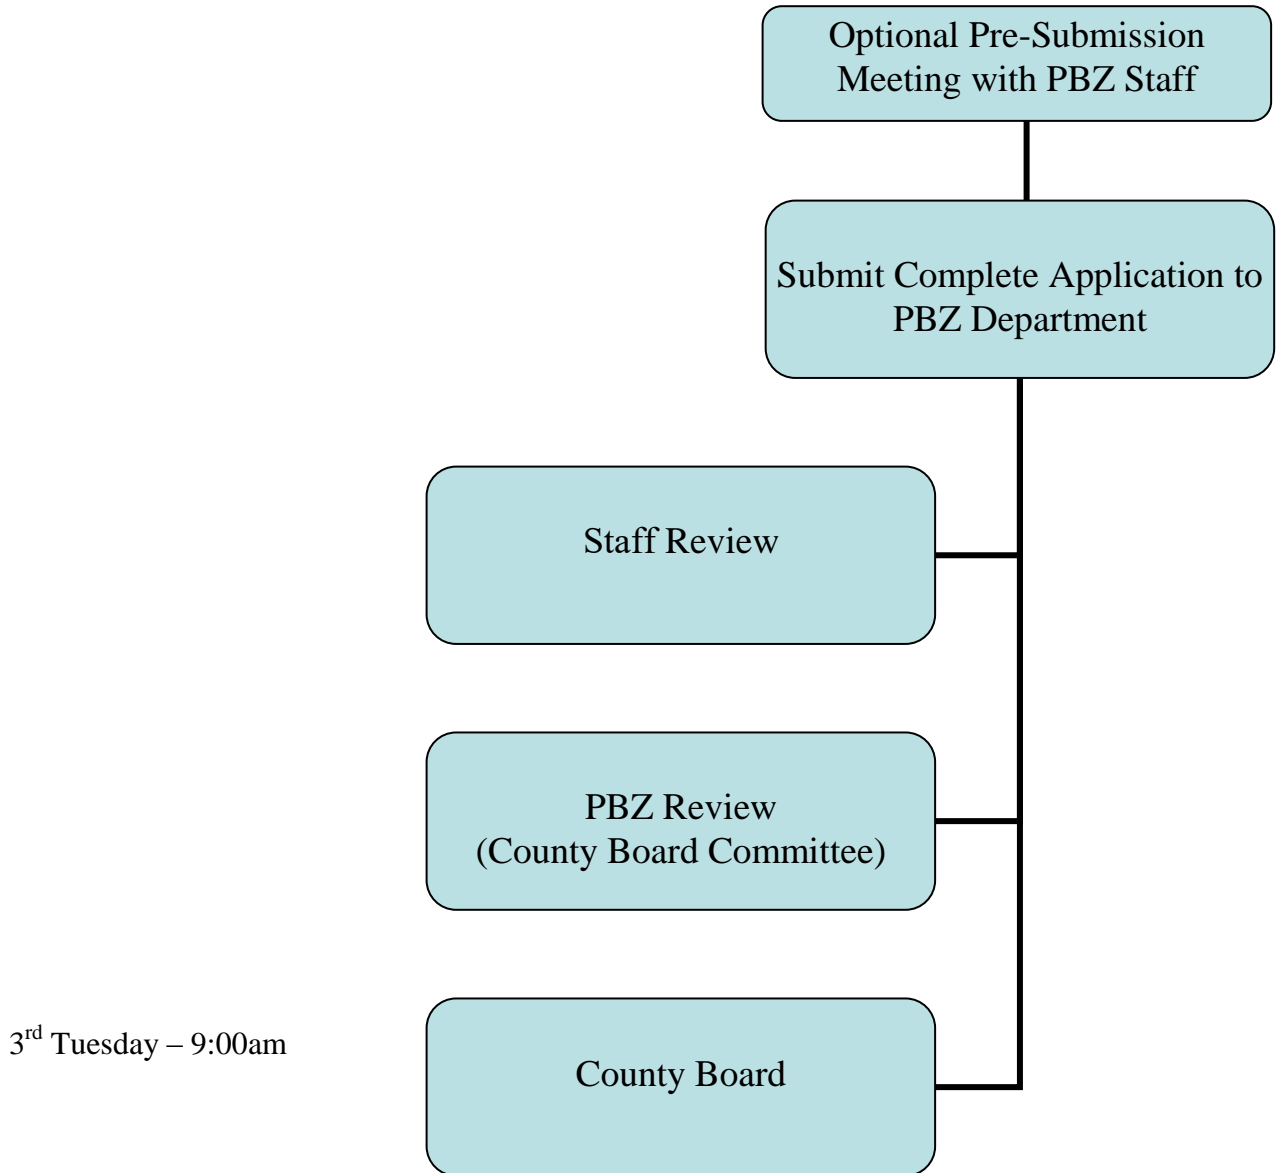 Optional Pre-Submission
Meeting with PBZ Staff
Submit Complete Application to
PBZ Department
Staff Review
PBZ Review
(County Board Committee)
3rd Tuesday – 9:00am
County Board